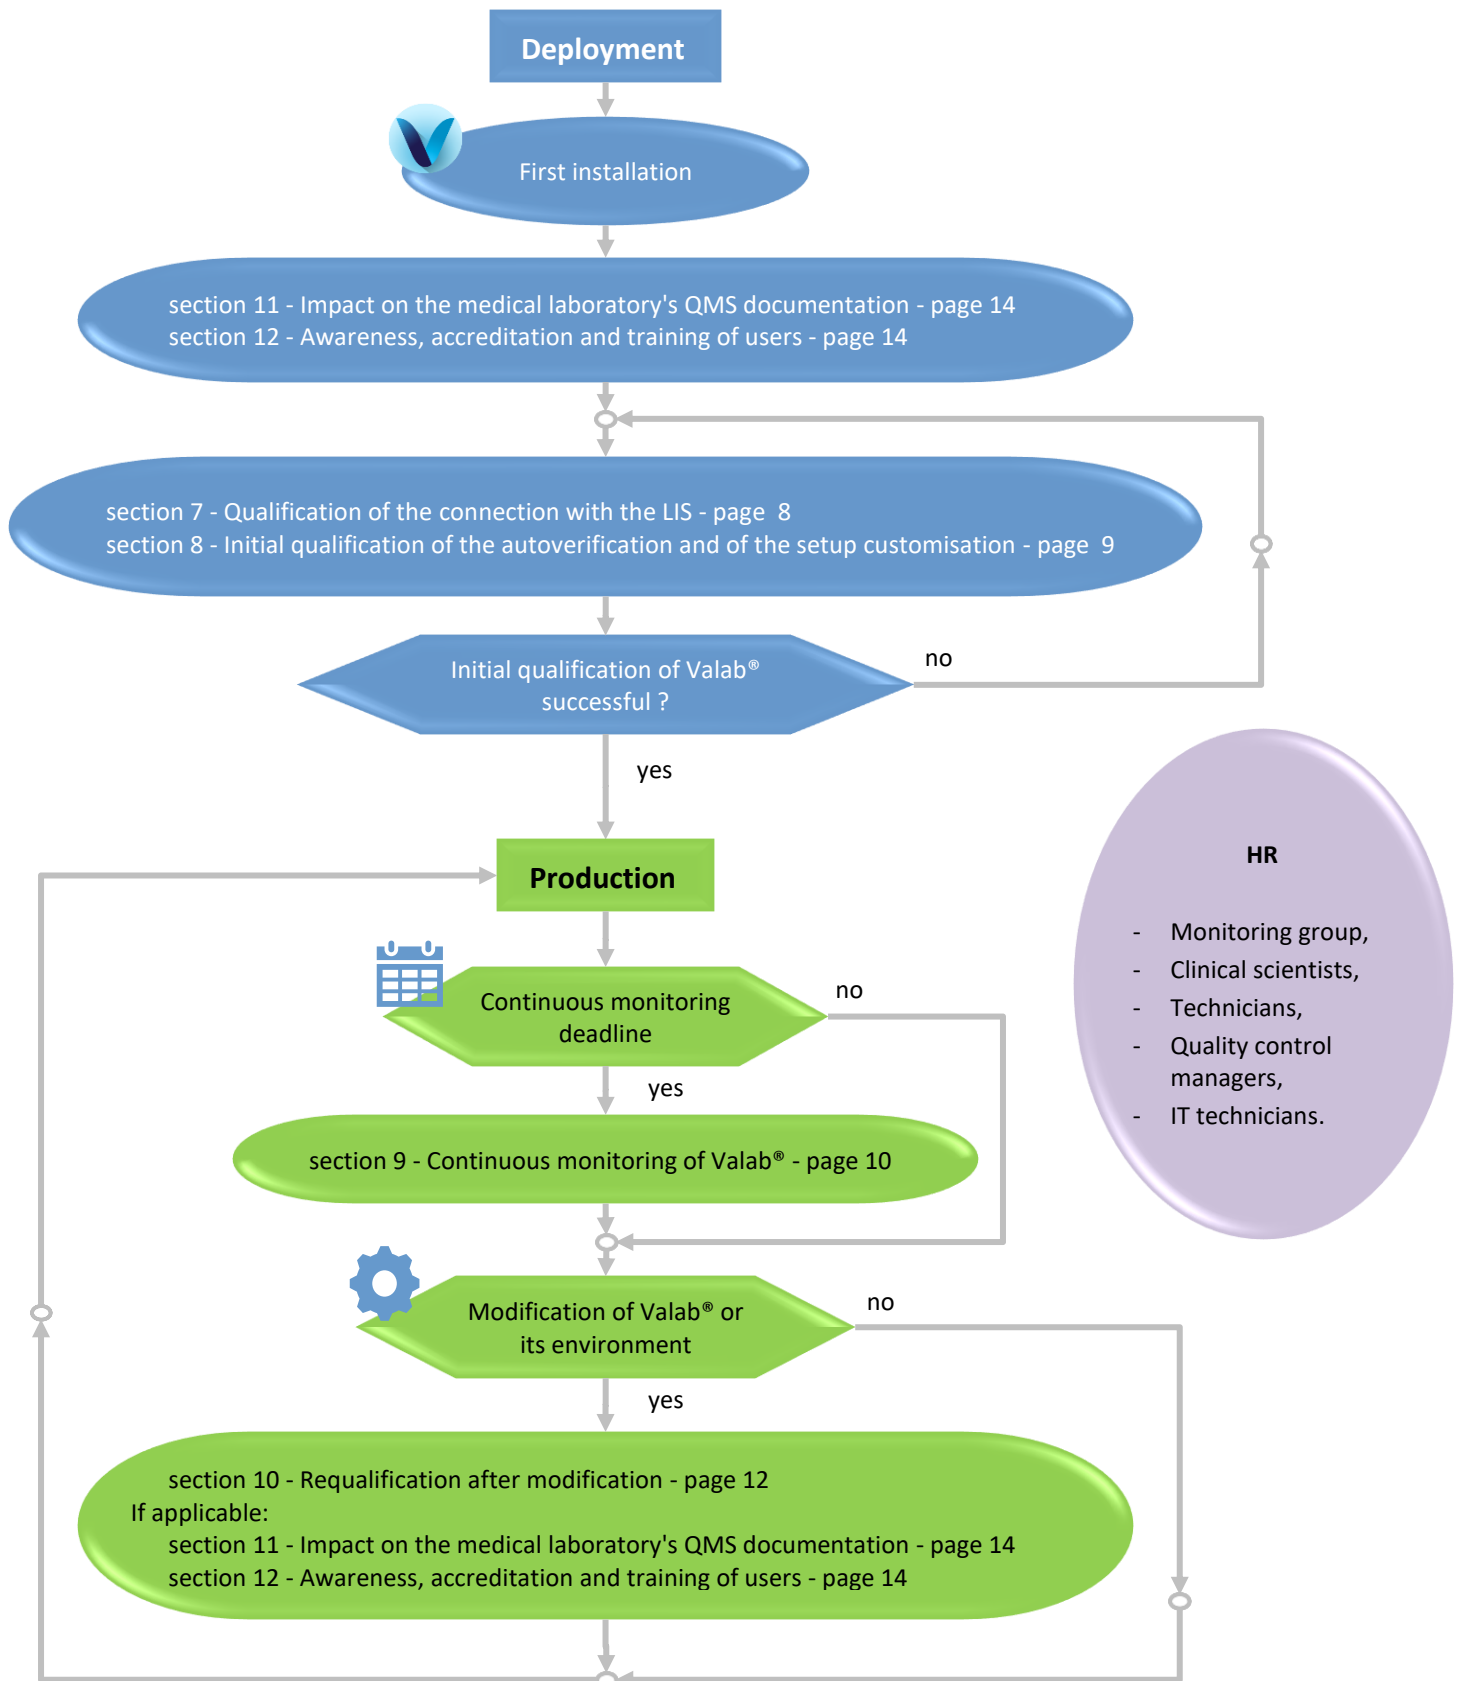 Deployment
First installation
section 11 - Impact on the medical laboratory's QMS documentation - page 14
section 12 - Awareness, accreditation and training of users - page 14
section 7 - Qualification of the connection with the LIS - page  8
section 8 - Initial qualification of the autoverification and of the setup customisation - page  9
Initial qualification of Valab®
successful ?
no
yes
Production
Continuous monitoring
deadline
no
yes
section 9 - Continuous monitoring of Valab® - page 10
Modification of Valab® or
its environment
no
yes
section 10 - Requalification after modification - page 12
If applicable:
section 11 - Impact on the medical laboratory's QMS documentation - page 14
section 12 - Awareness, accreditation and training of users - page 14
HR
- Monitoring group,
- Clinical scientists,
- Technicians,
- Quality control
managers,
- IT technicians.